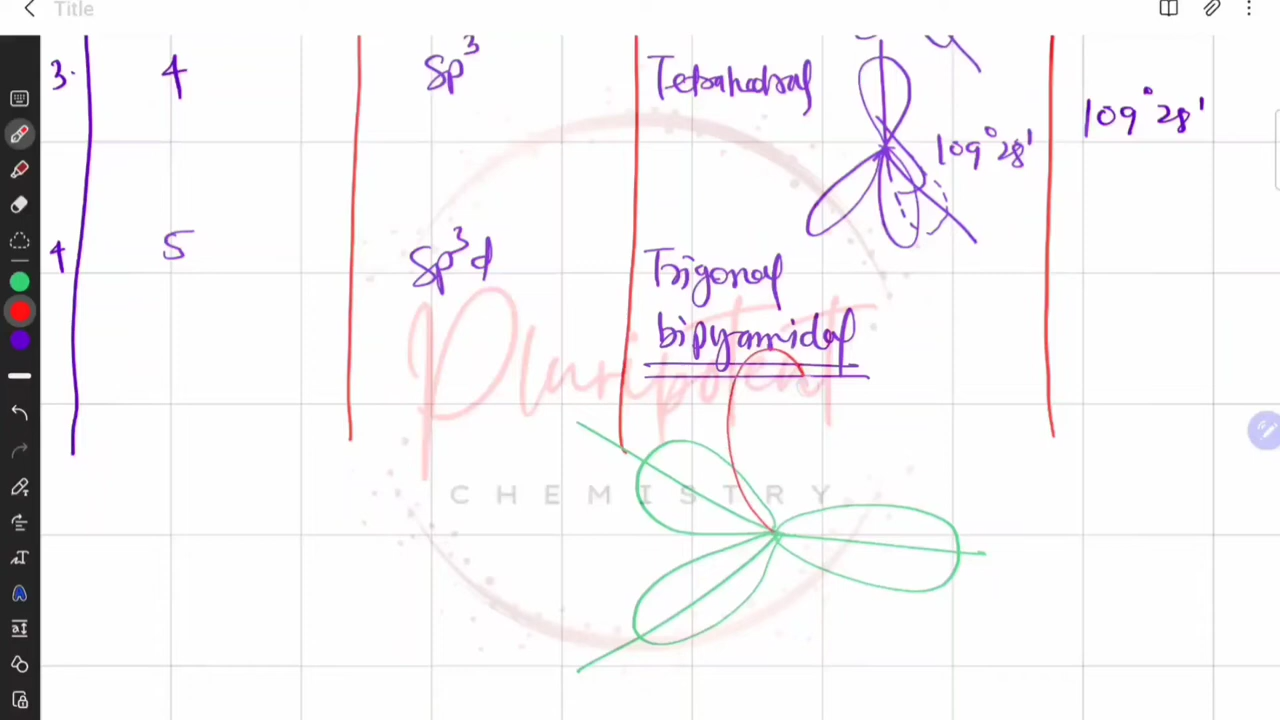 Title
3. 4 Sp³ Tetrahedral 109°28' 109°28'
4 5 Sp³d Trigonal
bipyramidal
Pluripotent
CHEMISTRY